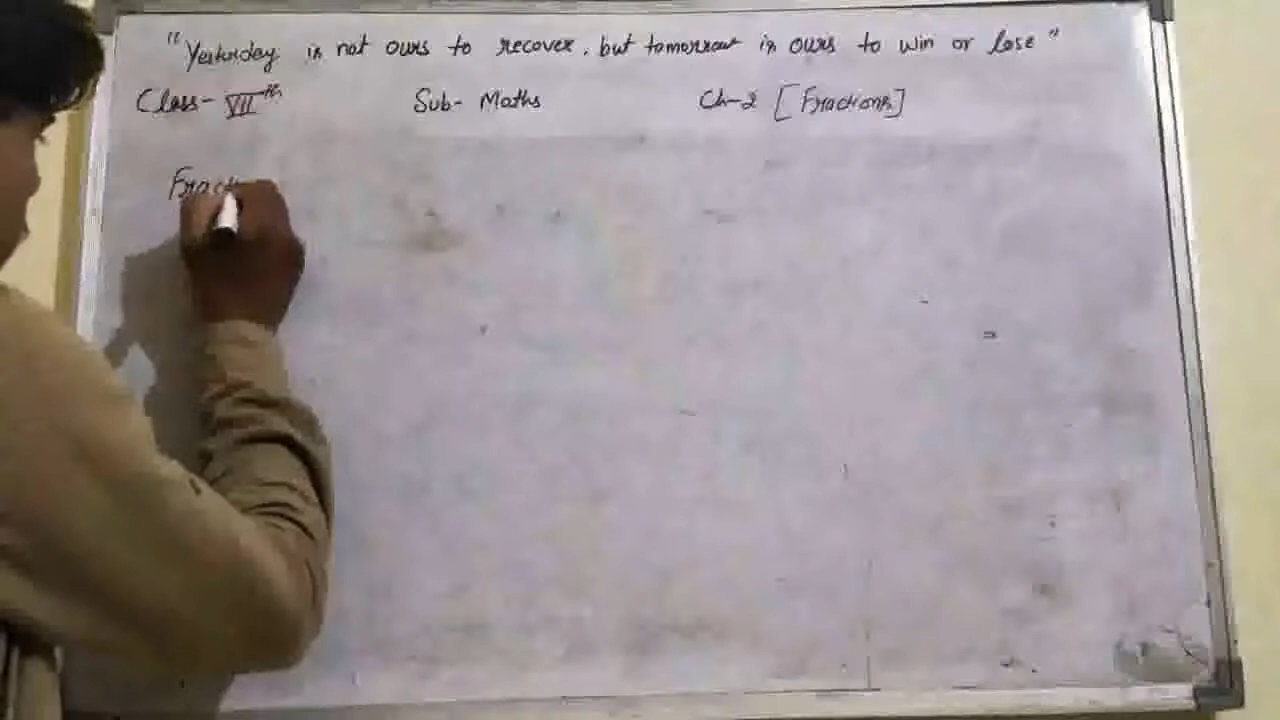 "Yesterday is not ours to recover, but tomorrow is ours to win or lose"
Class- VIIth Sub- Maths Ch-2 [Fractions]
Fract